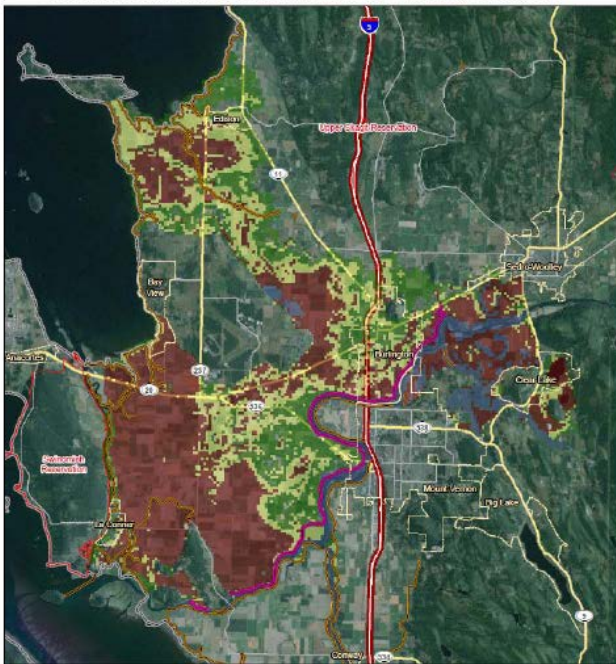 5
Edison
Upper Skagit Reservation
11
Sedro-Woolley
Bay
View
Burlington
Clear Lake
Anacortes
237
20
536
538
Swinomish
Reservation
Mount Vernon
Big Lake
La Conner
Conway